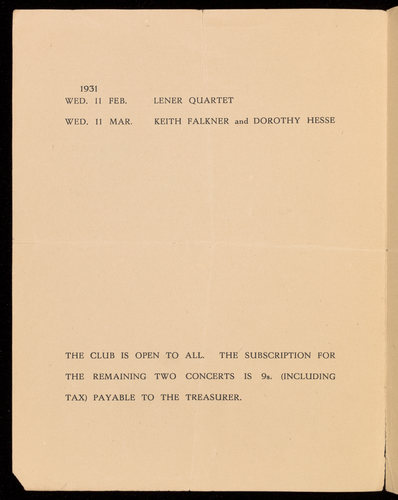 1931
WED. 11 FEB. LENER QUARTET
WED. 11 MAR. KEITH FALKNER and DOROTHY HESSE
THE CLUB IS OPEN TO ALL. THE SUBSCRIPTION FOR
THE REMAINING TWO CONCERTS IS 9s. (INCLUDING
TAX) PAYABLE TO THE TREASURER.